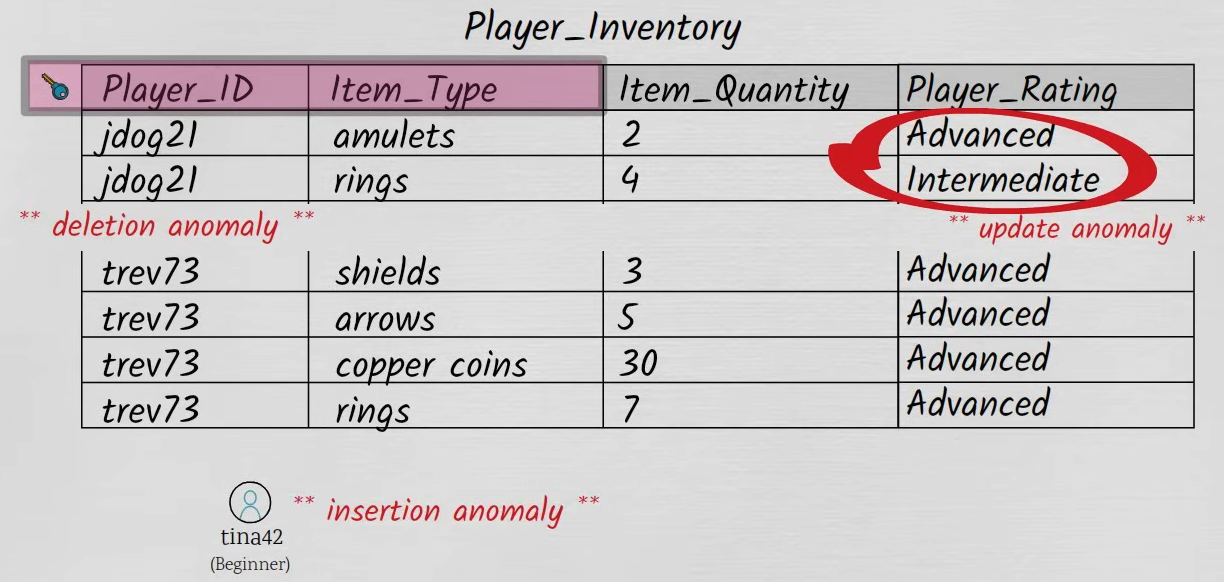 Player_Inventory
Player_ID Item_Type Item_Quantity Player_Rating
jdog21 amulets 2 Advanced
jdog21 rings 4 Intermediate
** deletion anomaly ** ** update anomaly **
trev73 shields 3 Advanced
trev73 arrows 5 Advanced
trev73 copper coins 30 Advanced
trev73 rings 7 Advanced
** insertion anomaly **
tina42
(Beginner)